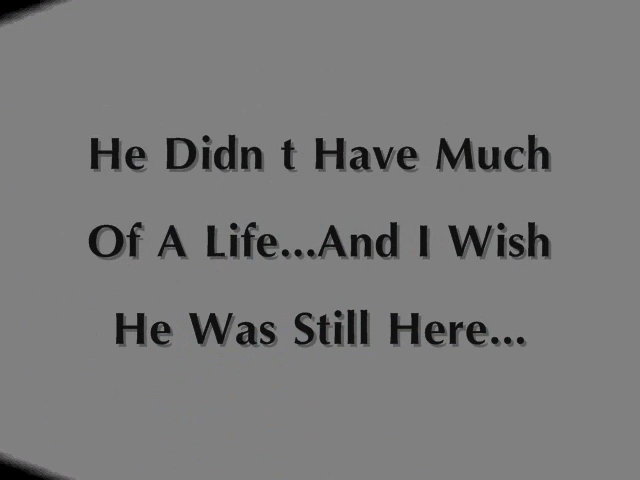 He Didn t Have Much
Of A Life...And I Wish
He Was Still Here...